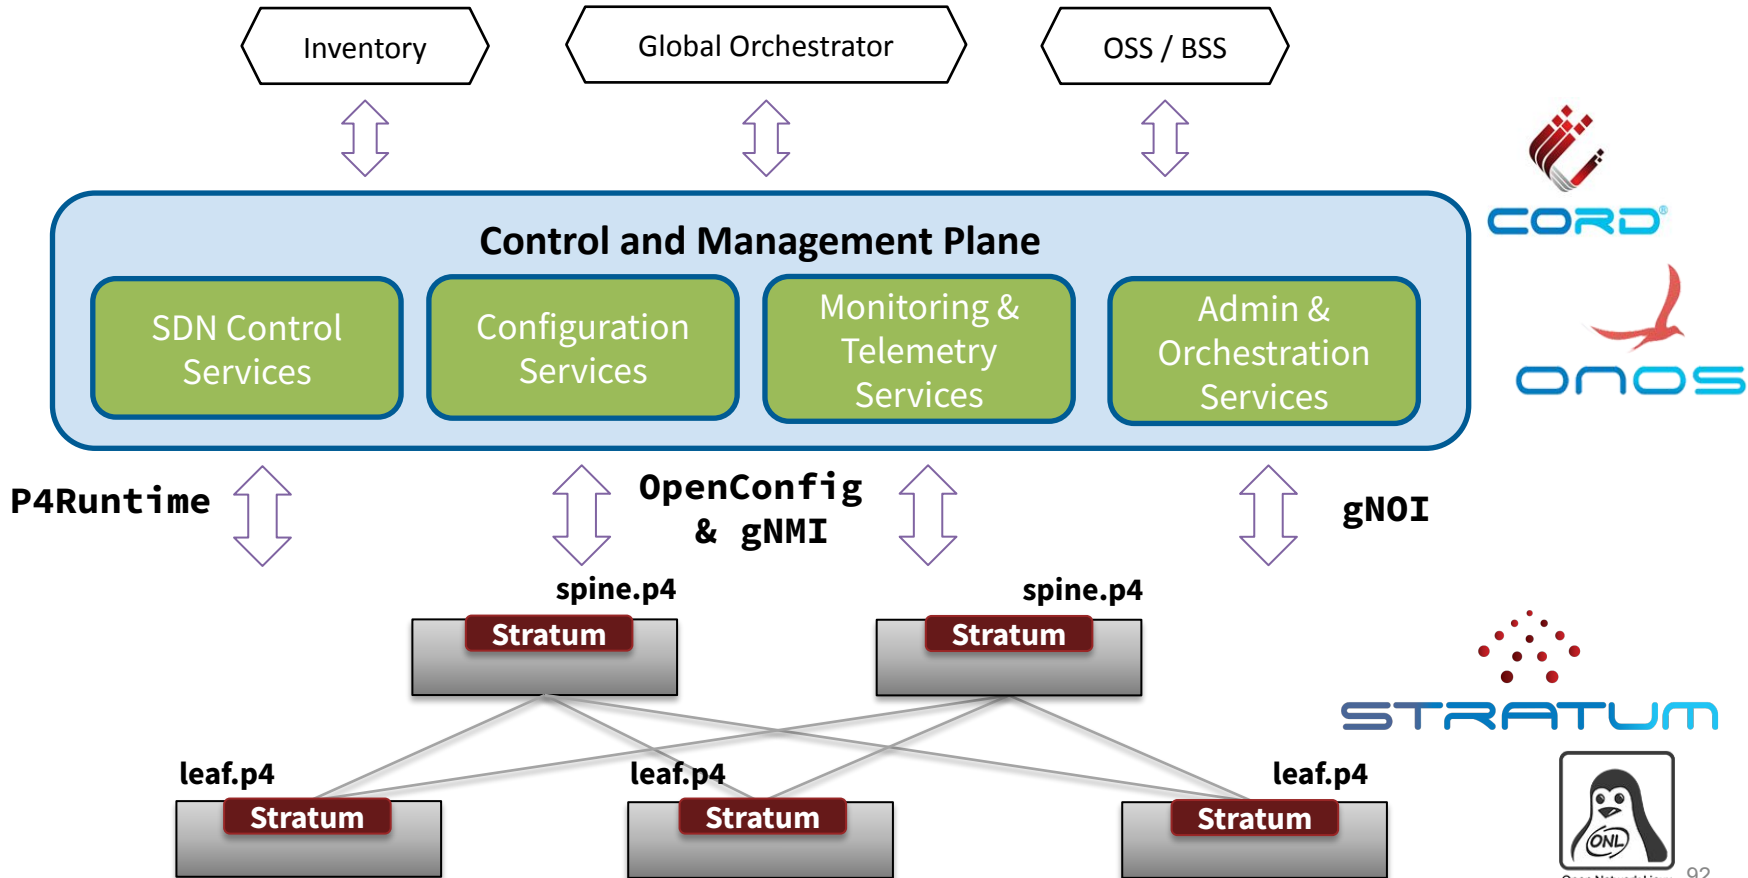 Inventory
Global Orchestrator
OSS / BSS
CORD®
Control and Management Plane
SDN Control
Services
Configuration
Services
Monitoring &
Telemetry
Services
Admin &
Orchestration
Services
ONOS
P4Runtime
OpenConfig
& gNMI
gNOI
spine.p4
spine.p4
Stratum
Stratum
STRATUM
leaf.p4
leaf.p4
leaf.p4
Stratum
Stratum
Stratum
ONL
92